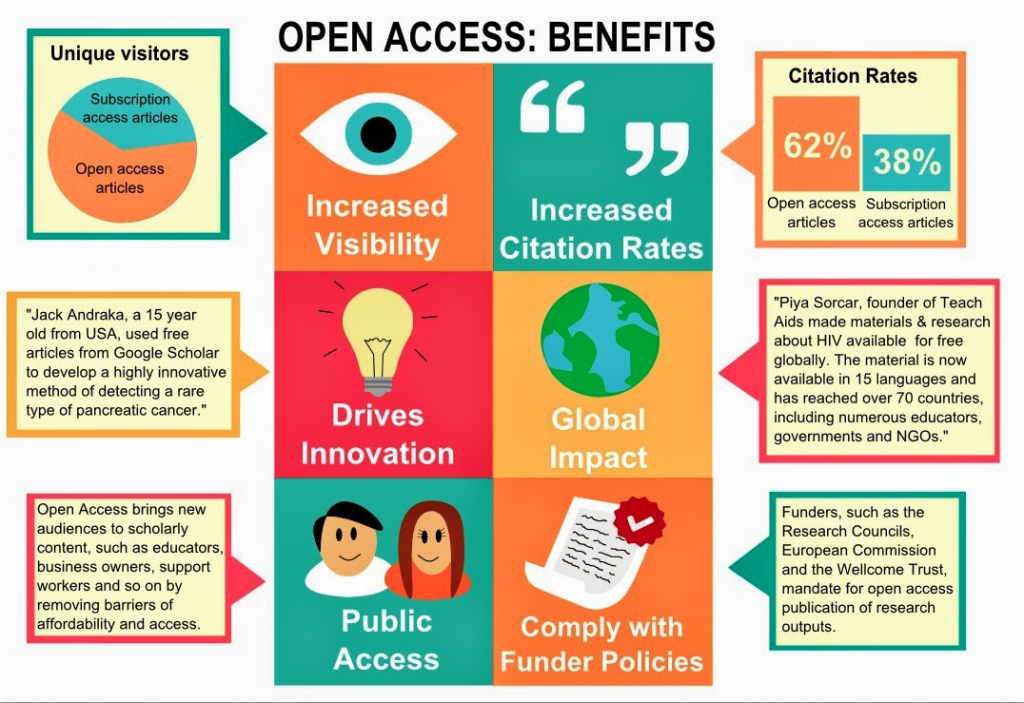 OPEN ACCESS: BENEFITS
Unique visitors
Subscription
access articles
Open access
articles
Increased
Visibility
Increased
Citation Rates
Citation Rates
62%
38%
Open access
articles
Subscription
access articles
"Jack Andraka, a 15 year
old from USA, used free
articles from Google Scholar
to develop a highly innovative
method of detecting a rare
type of pancreatic cancer."
Drives
Innovation
Global
Impact
"Piya Sorcar, founder of Teach
Aids made materials & research
about HIV available for free
globally. The material is now
available in 15 languages and
has reached over 70 countries,
including numerous educators,
governments and NGOs."
Open Access brings new
audiences to scholarly
content, such as educators,
business owners, support
workers and so on by
removing barriers of
affordability and access.
Public
Access
Comply with
Funder Policies
Funders, such as the
Research Councils,
European Commission
and the Wellcome Trust,
mandate for open access
publication of research
outputs.